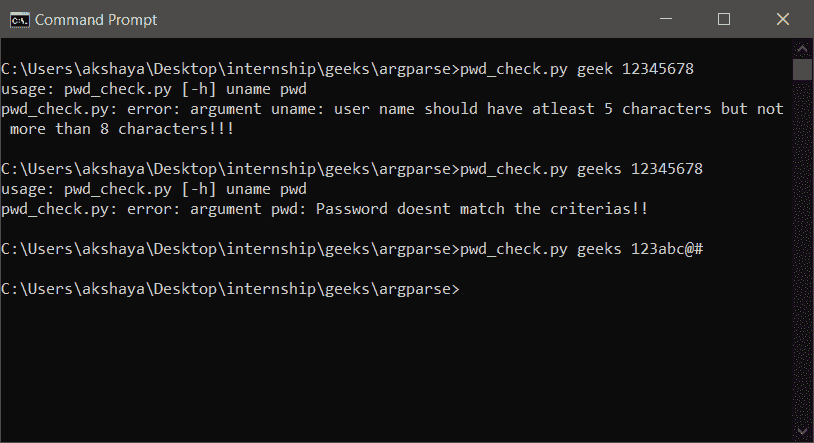 Command Prompt
C:\Users\akshaya\Desktop\internship\geeks\argparse>pwd_check.py geek 12345678
usage: pwd_check.py [-h] uname pwd
pwd_check.py: error: argument uname: user name should have atleast 5 characters but not
more than 8 characters!!!
C:\Users\akshaya\Desktop\internship\geeks\argparse>pwd_check.py geeks 12345678
usage: pwd_check.py [-h] uname pwd
pwd_check.py: error: argument pwd: Password doesnt match the criterias!!
C:\Users\akshaya\Desktop\internship\geeks\argparse>pwd_check.py geeks 123abc@#
C:\Users\akshaya\Desktop\internship\geeks\argparse>